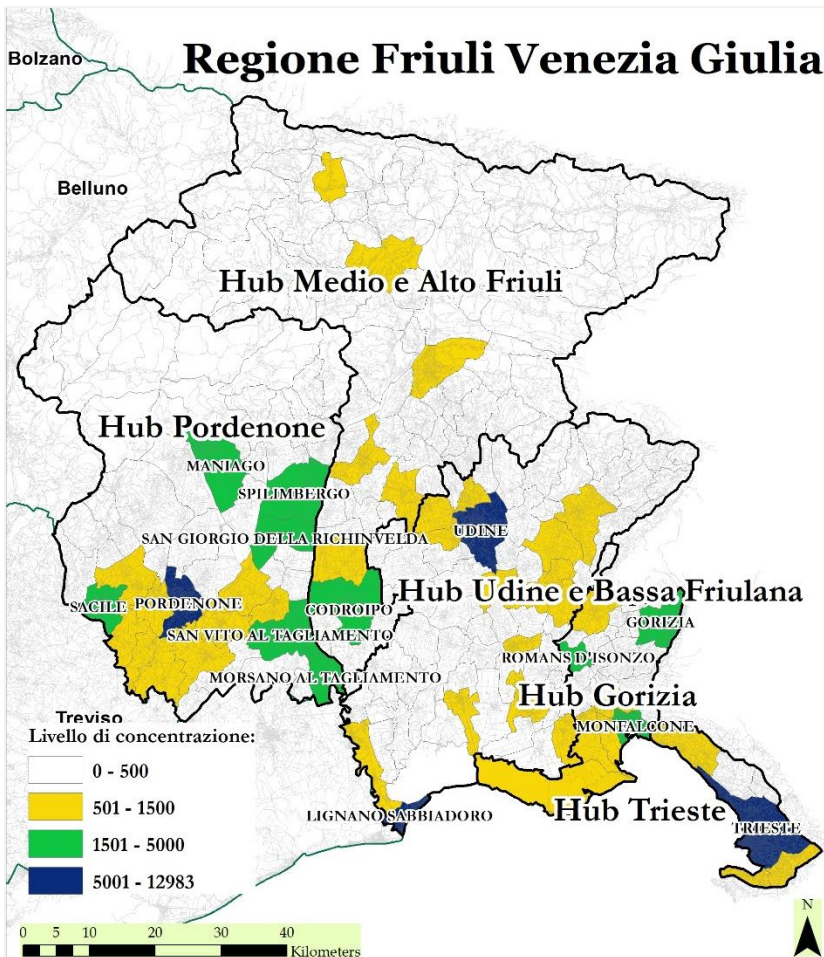 Regione Friuli Venezia Giulia
Bolzano
Belluno
Hub Medio e Alto Friuli
Hub Pordenone
MANIAGO
SPILIMBERGO
SAN GIORGIO DELLA RICHINVELDA
UDINE
Hub Udine e Bassa Friulana
SACILE
PORDENONE
CODROIPO
GORIZIA
SAN VITO AL TAGLIAMENTO
ROMANS D'ISONZO
MORSANO AL TAGLIAMENTO
Hub Gorizia
Treviso
MONFALCONE
Livello di concentrazione:
0 - 500
501 - 1500
1501 - 5000
5001 - 12983
LIGNANO SABBIADORO
Hub Trieste
TRIESTE
N
0 5 10 20 30 40
Kilometers